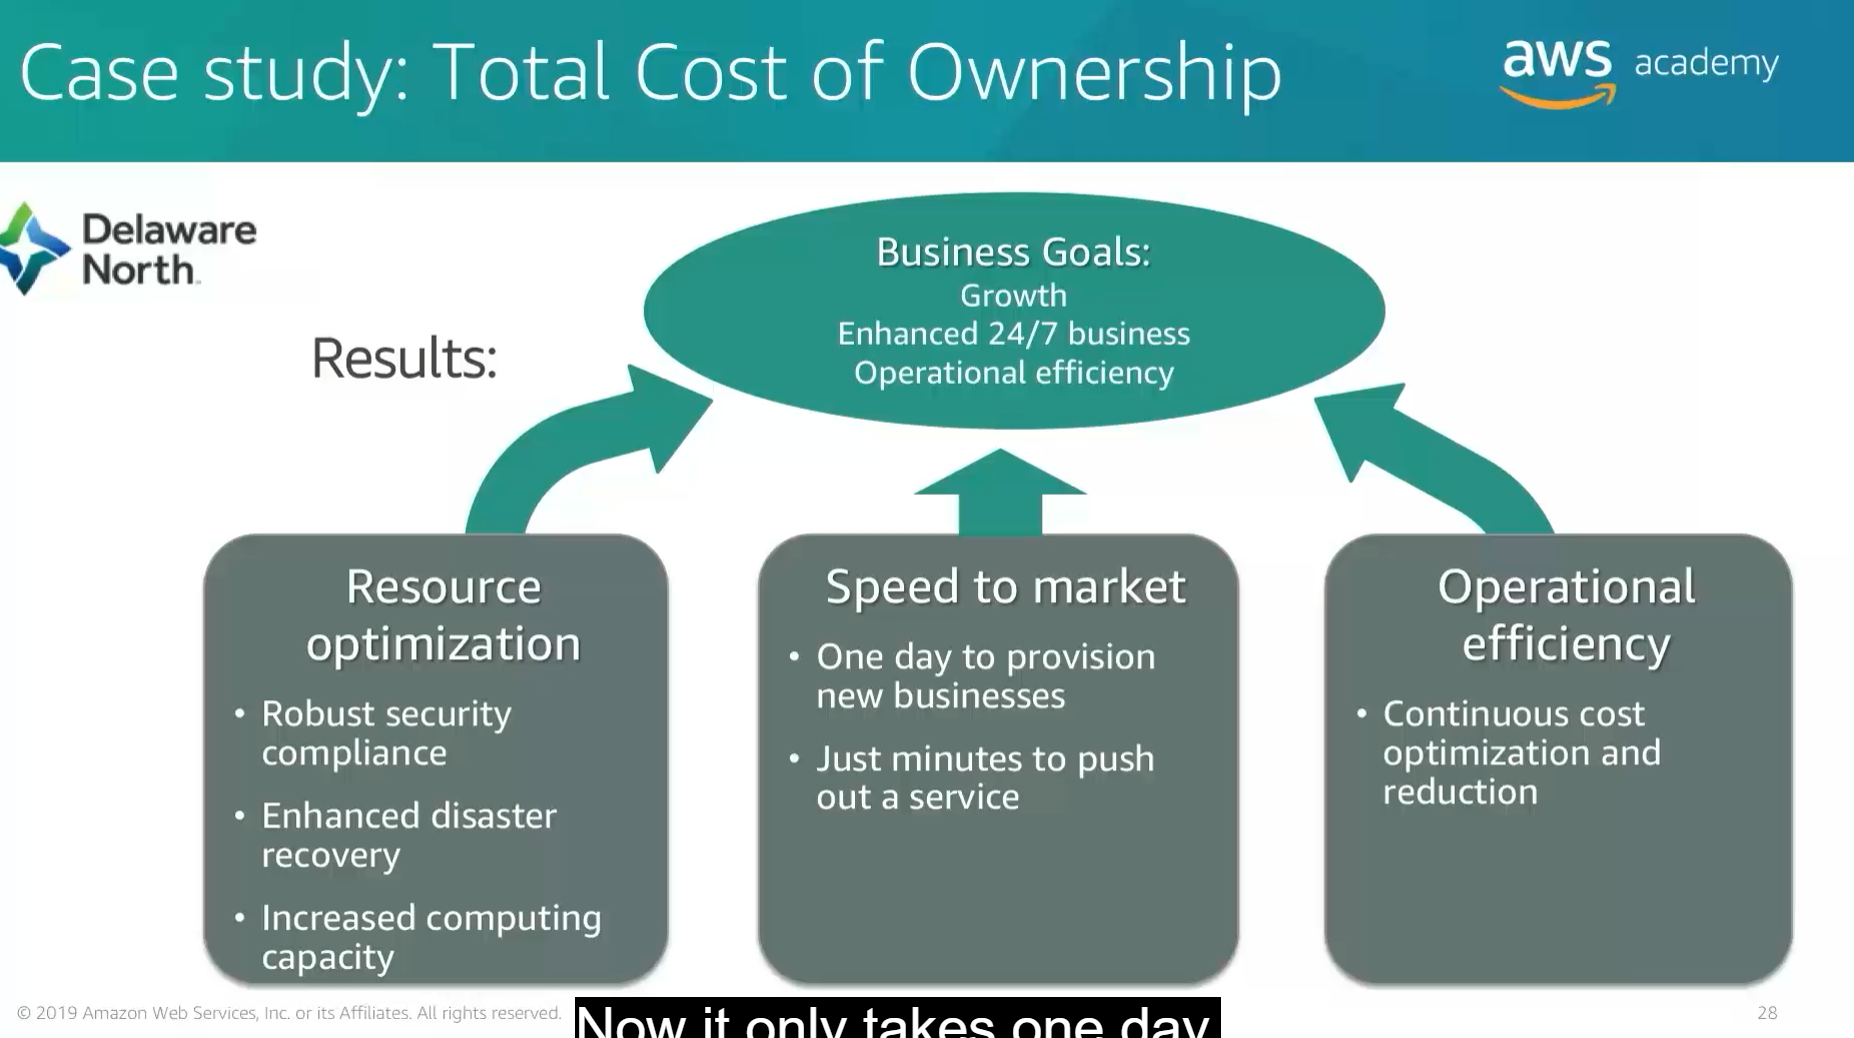 Case study: Total Cost of Ownership
aws academy
Delaware
North
Results:
Business Goals:
Growth
Enhanced 24/7 business
Operational efficiency
Resource
optimization
• Robust security
compliance
• Enhanced disaster
recovery
• Increased computing
capacity
Speed to market
• One day to provision
new businesses
• Just minutes to push
out a service
Operational
efficiency
• Continuous cost
optimization and
reduction
© 2019 Amazon Web Services, Inc. or its Affiliates. All rights reserved.
Now it only takes one day
28